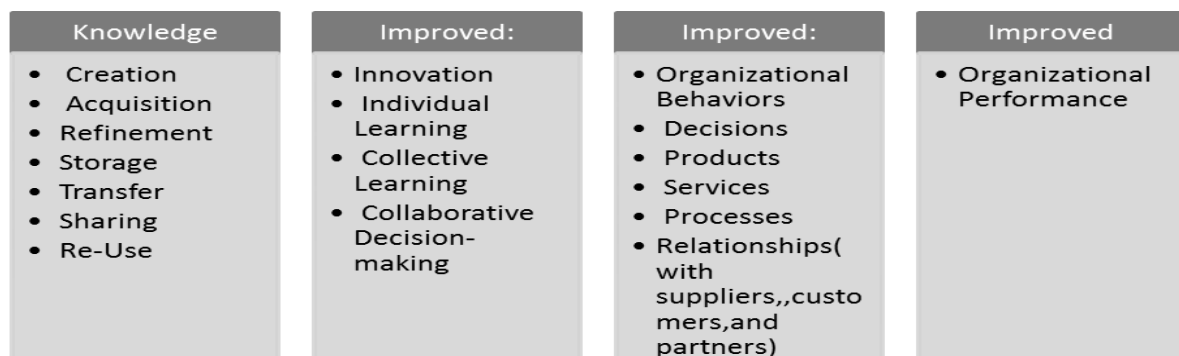 Knowledge
• Creation
• Acquisition
• Refinement
• Storage
• Transfer
• Sharing
• Re-Use
Improved:
• Innovation
• Individual
Learning
• Collective
Learning
• Collaborative
Decision-
making
Improved:
• Organizational
Behaviors
• Decisions
• Products
• Services
• Processes
• Relationships(
with
suppliers,,custo
mers,and
partners)
Improved
• Organizational
Performance